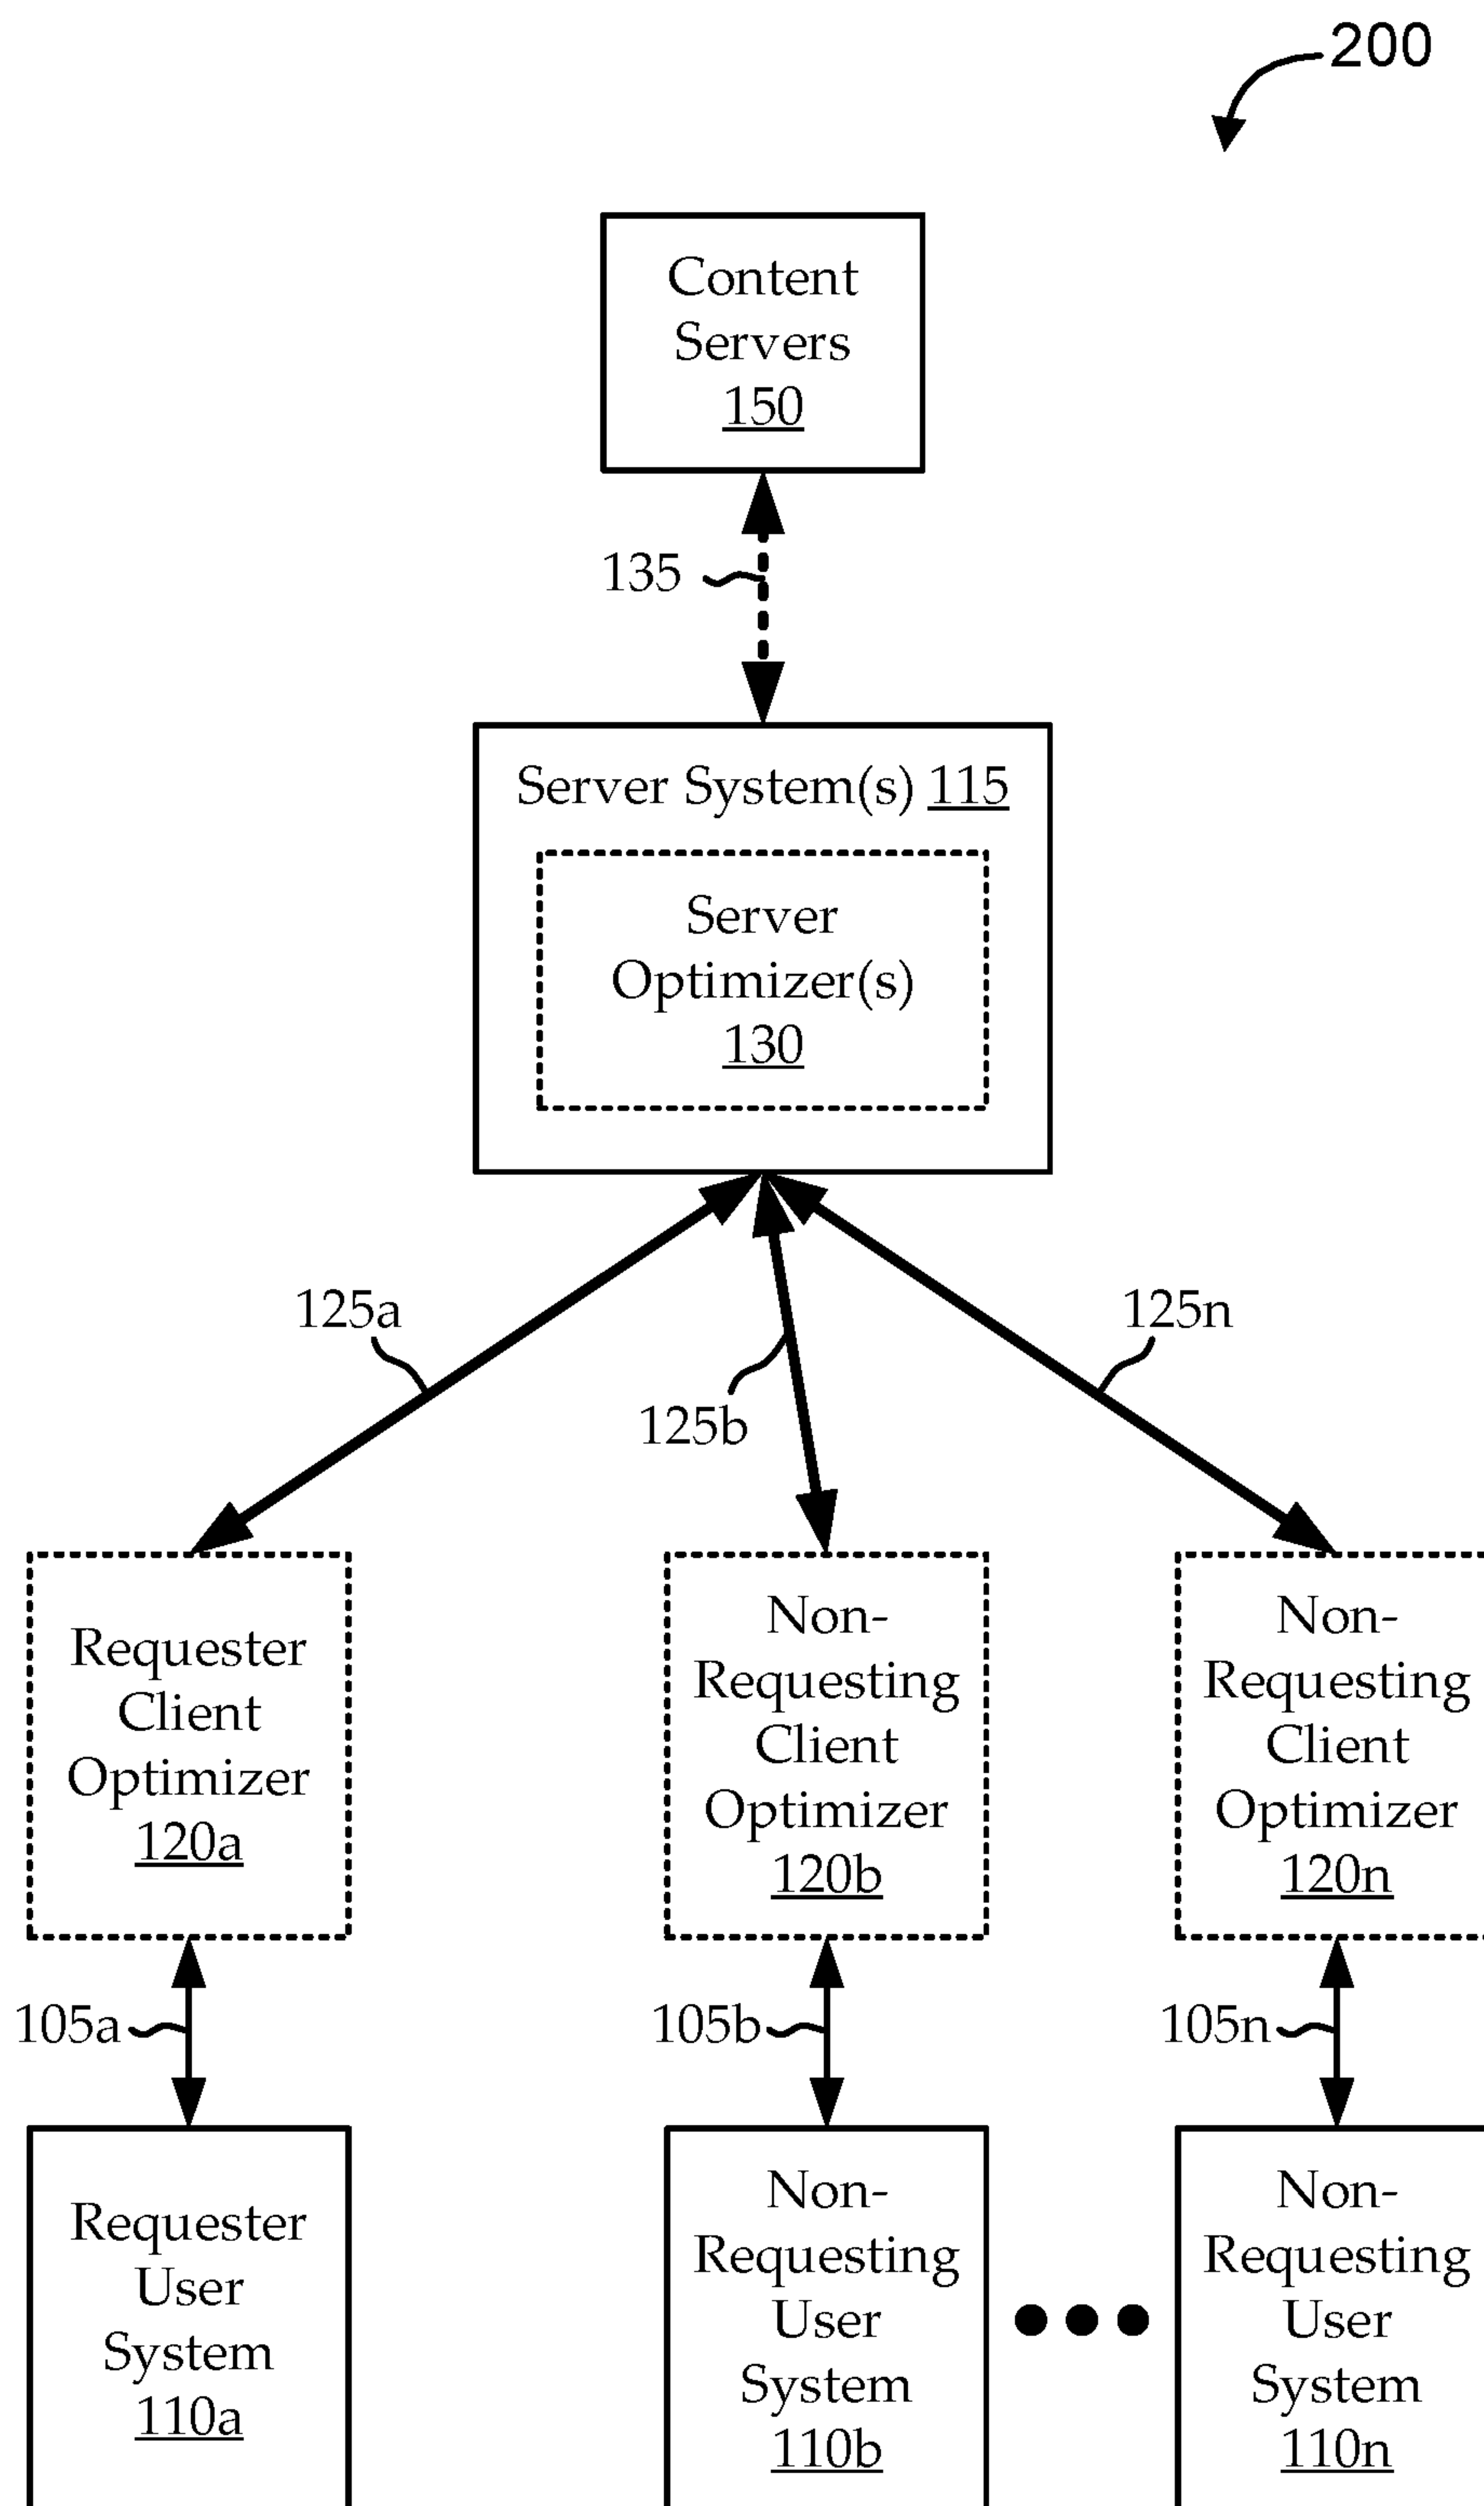 200
Content
Servers
150
135
Server System(s) 115
Server
Optimizer(s)
130
125a
125n
125b
Requester
Client
Optimizer
120a
Non-
Requesting
Client
Optimizer
120b
Non-
Requesting
Client
Optimizer
120n
105a
105b
105n
Requester
User
System
110a
Non-
Requesting
User
System
110b
Non-
Requesting
User
System
110n